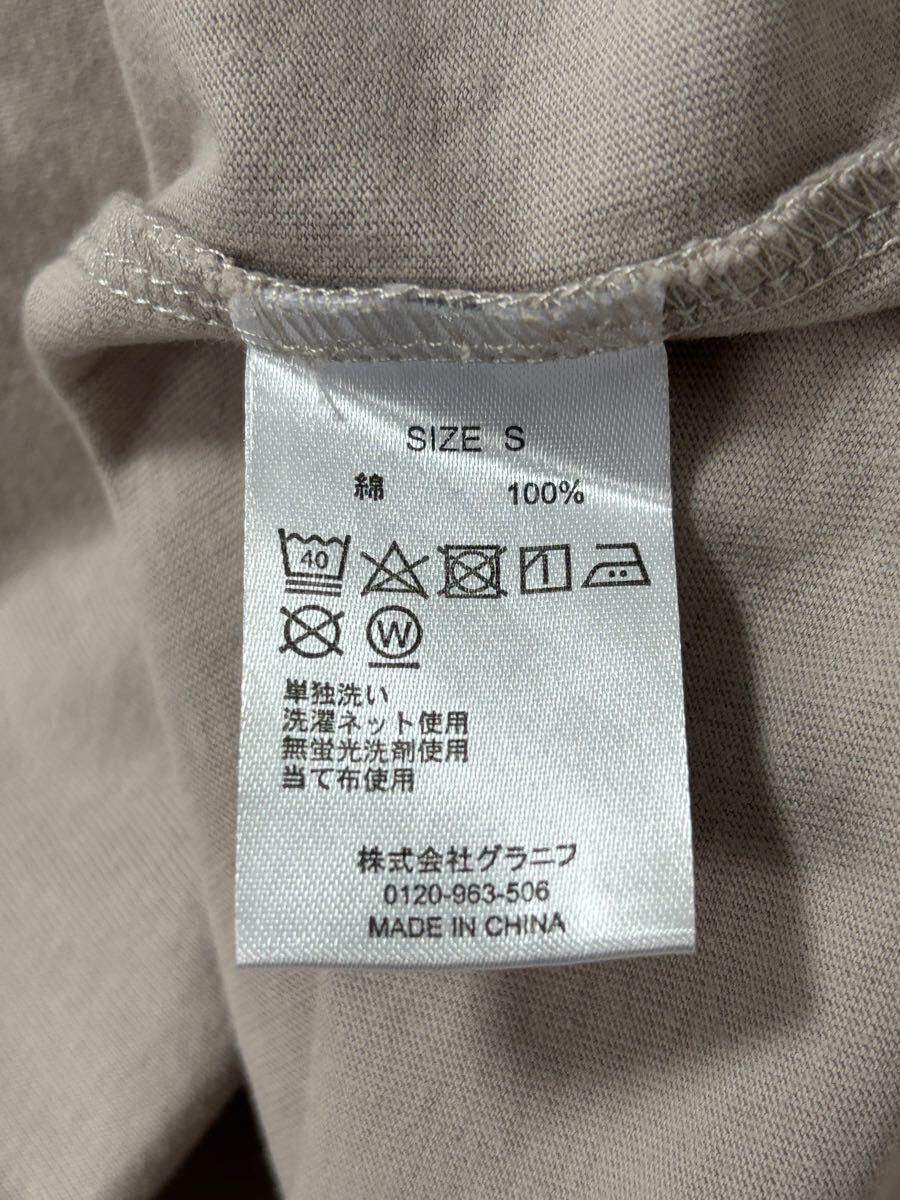 SIZE S
綿 100%
40
W
単独洗い
洗濯ネット使用
無蛍光洗剤使用
当て布使用
株式会社グラニフ
0120-963-506
MADE IN CHINA